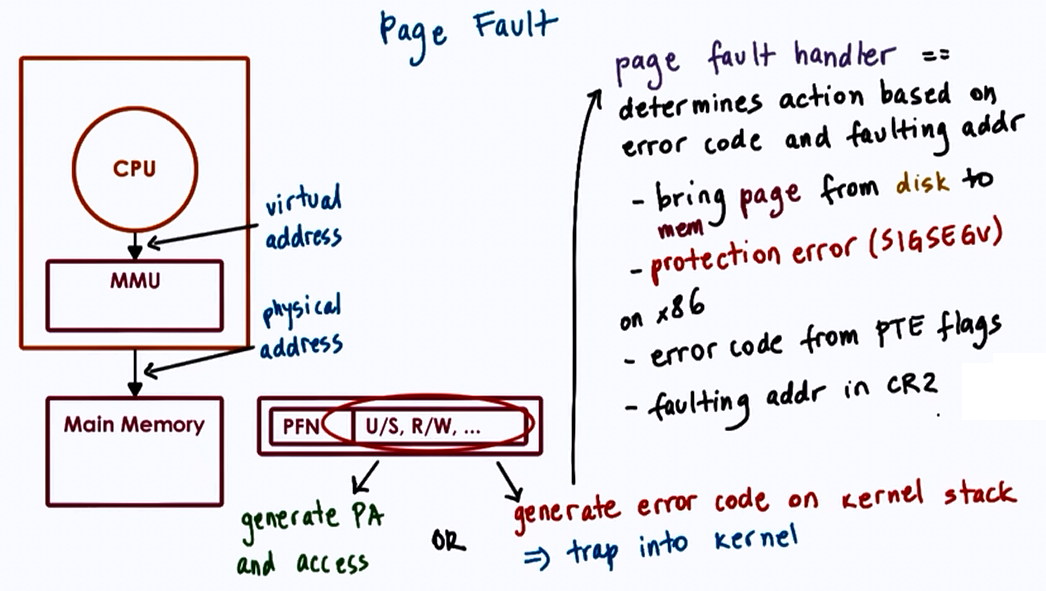 Page Fault
CPU
virtual
address
MMU
physical
address
Main Memory
PFN U/S, R/W, ...
generate PA
and access
OR
generate error code on kernel stack
⇒ trap into kernel
page fault handler ==
determines action based on
error code and faulting addr
- bring page from disk to
mem
- protection error (SIGSEGV)
on x86
- error code from PTE flags
- faulting addr in CR2